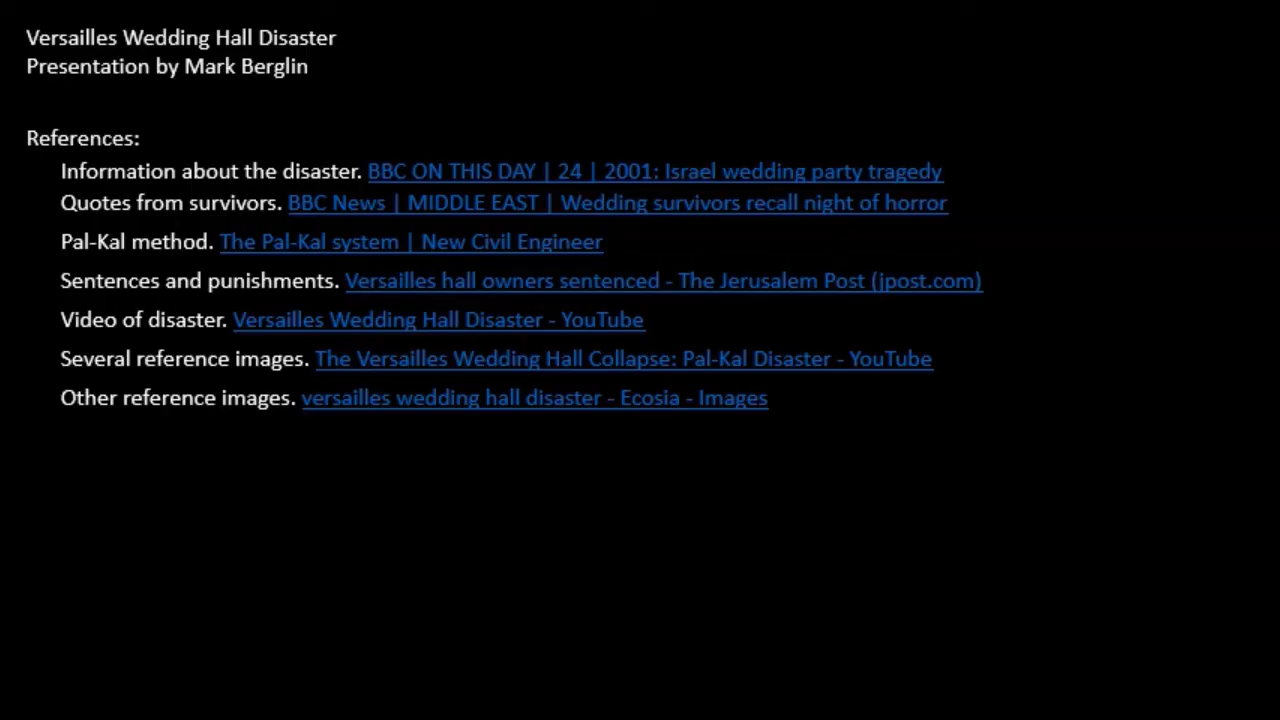 Versailles Wedding Hall Disaster
Presentation by Mark Berglin
References:
Information about the disaster. BBC ON THIS DAY | 24 | 2001: Israel wedding party tragedy
Quotes from survivors. BBC News | MIDDLE EAST | Wedding survivors recall night of horror
Pal-Kal method. The Pal-Kal system | New Civil Engineer
Sentences and punishments. Versailles hall owners sentenced - The Jerusalem Post (jpost.com)
Video of disaster. Versailles Wedding Hall Disaster - YouTube
Several reference images. The Versailles Wedding Hall Collapse: Pal-Kal Disaster - YouTube
Other reference images. versailles wedding hall disaster - Ecosia - Images